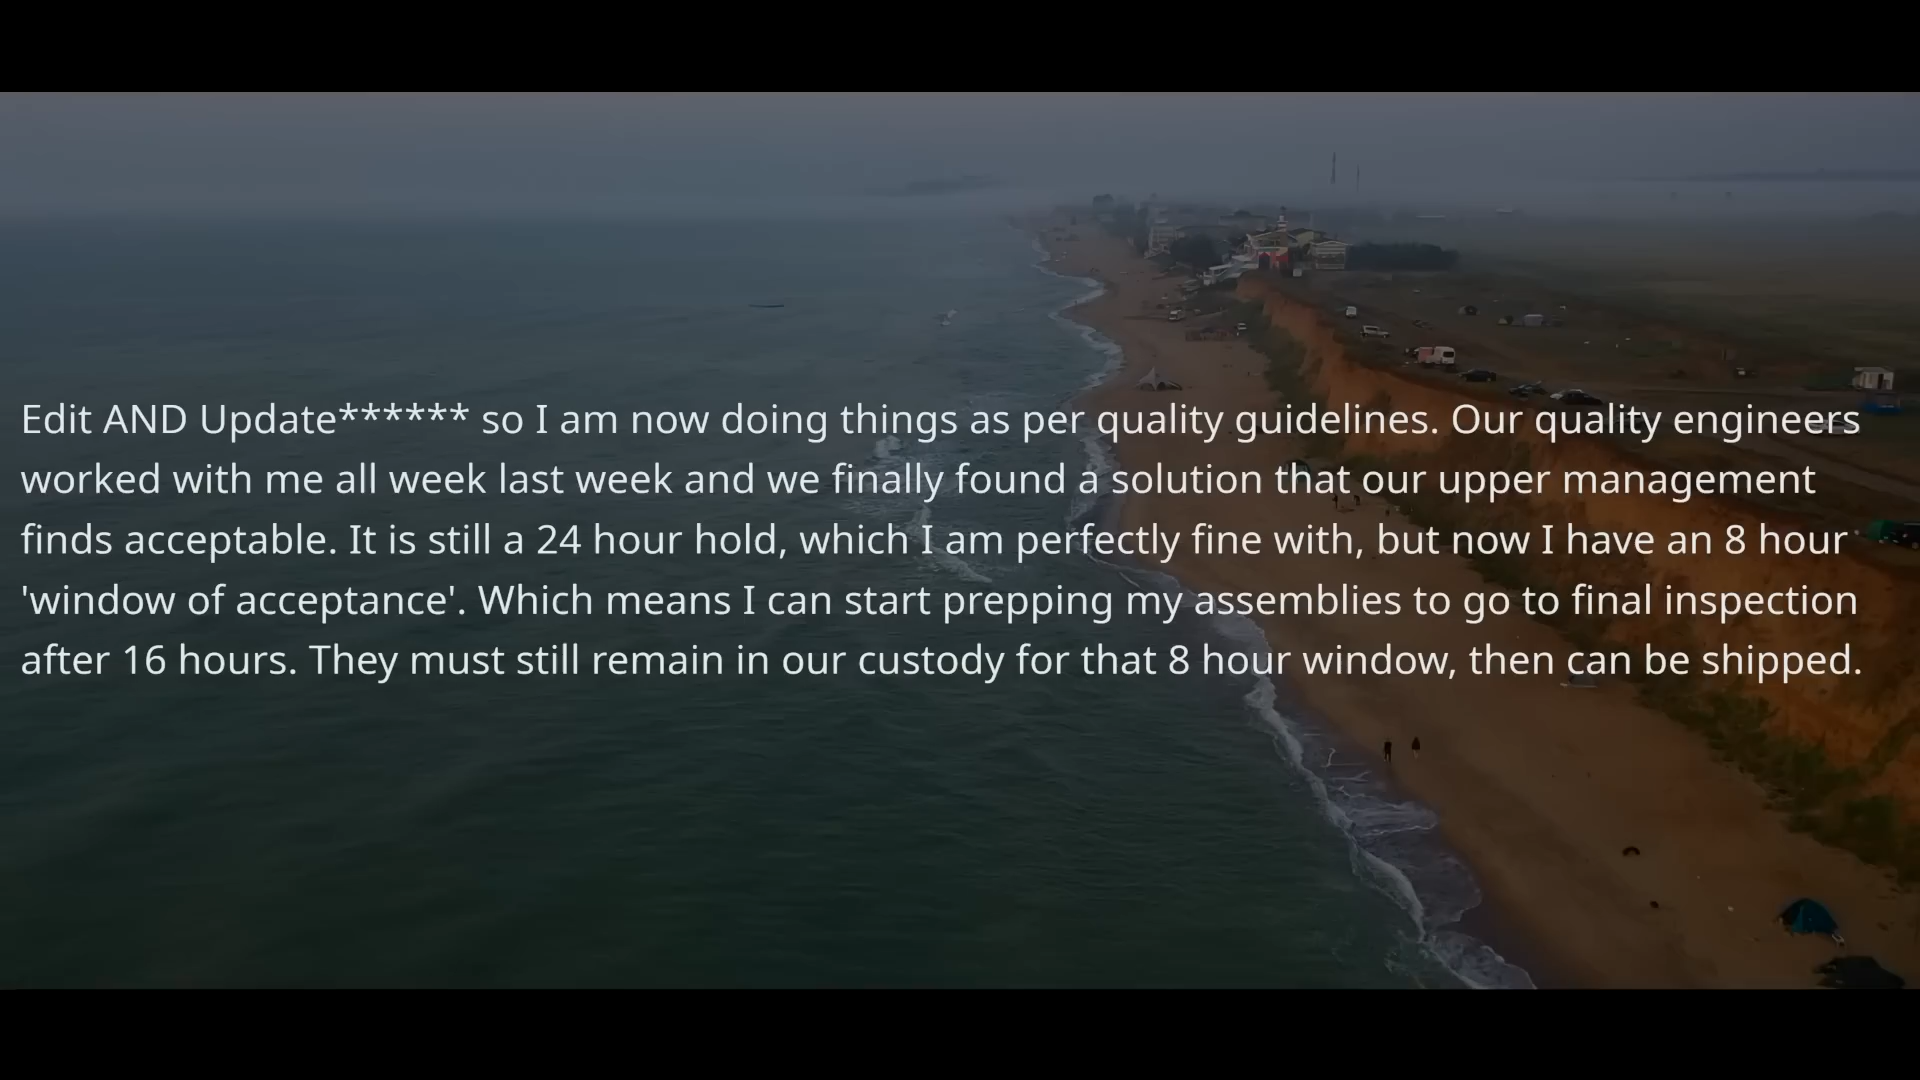 Edit AND Update****** so I am now doing things as per quality guidelines. Our quality engineers
worked with me all week last week and we finally found a solution that our upper management
finds acceptable. It is still a 24 hour hold, which I am perfectly fine with, but now I have an 8 hour
'window of acceptance'. Which means I can start prepping my assemblies to go to final inspection
after 16 hours. They must still remain in our custody for that 8 hour window, then can be shipped.